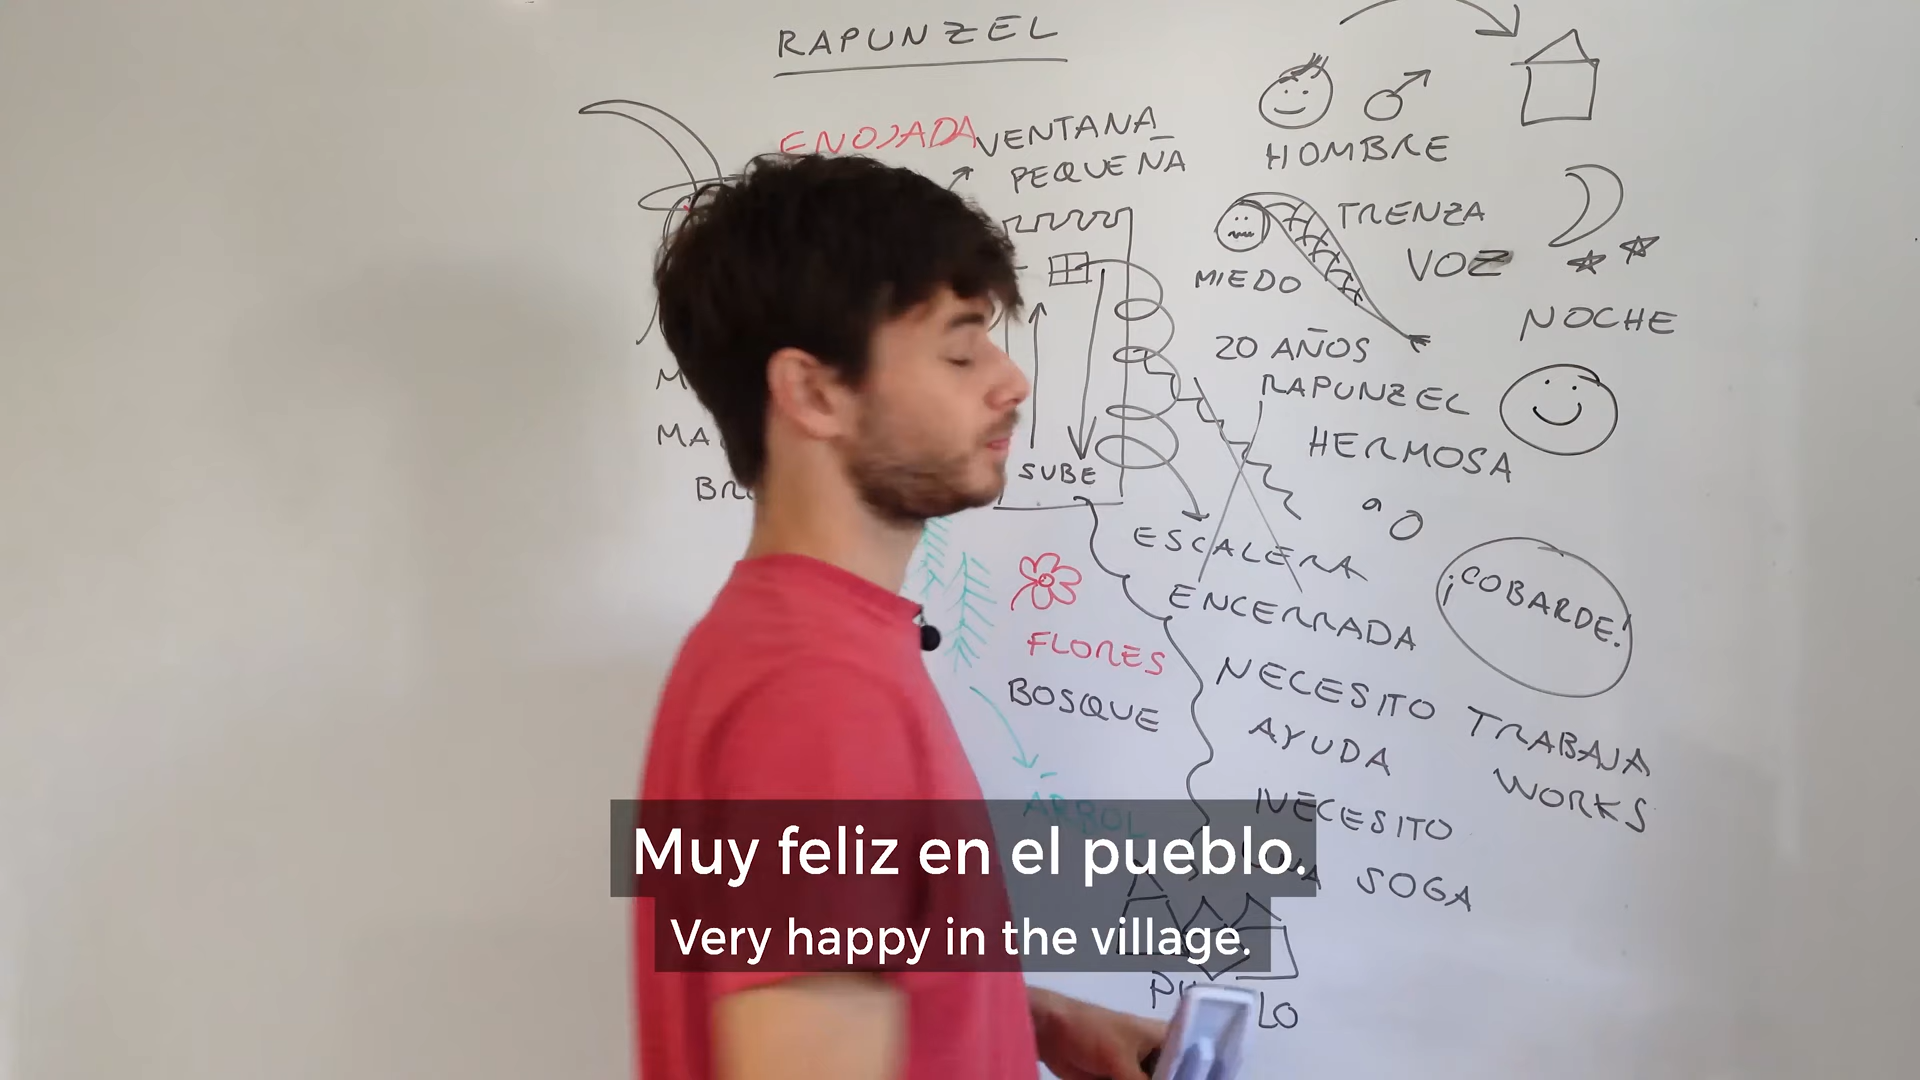 RAPUNZEL
ENOJADA
VENTANA
PEQUEÑA
HOMBRE
TRENZA
VOZ
MIEDO
NOCHE
20 AÑOS
RAPUNZEL
HERMOSA
SUBE
ESCALERA
¡COBARDE!
ENCERRADA
FLORES
BOSQUE
NECESITO
AYUDA
TRABAJA
WORKS
ÁRBOL
NECESITO
SOGA
Muy feliz en el pueblo.
Very happy in the village.